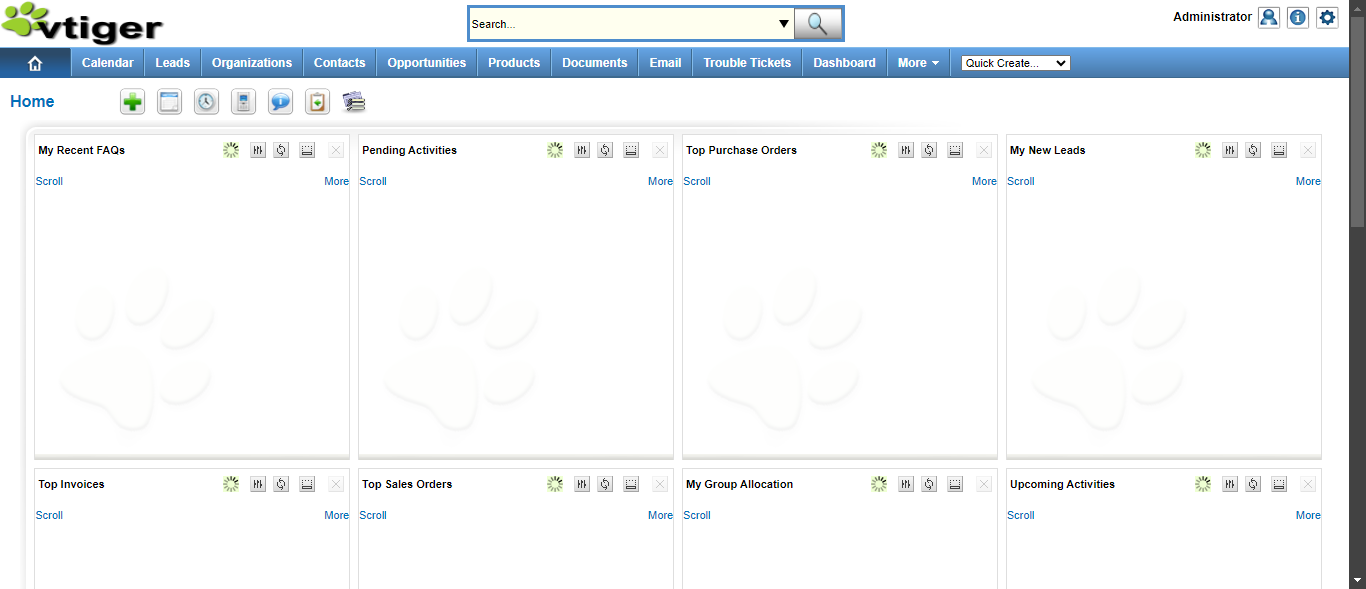 vtiger
Search...
Administrator
Calendar Leads Organizations Contacts Opportunities Products Documents Email Trouble Tickets Dashboard More Quick Create...
Home
My Recent FAQs Pending Activities Top Purchase Orders My New Leads
Scroll More Scroll More Scroll More Scroll More
Top Invoices Top Sales Orders My Group Allocation Upcoming Activities
Scroll More Scroll More Scroll Scroll More